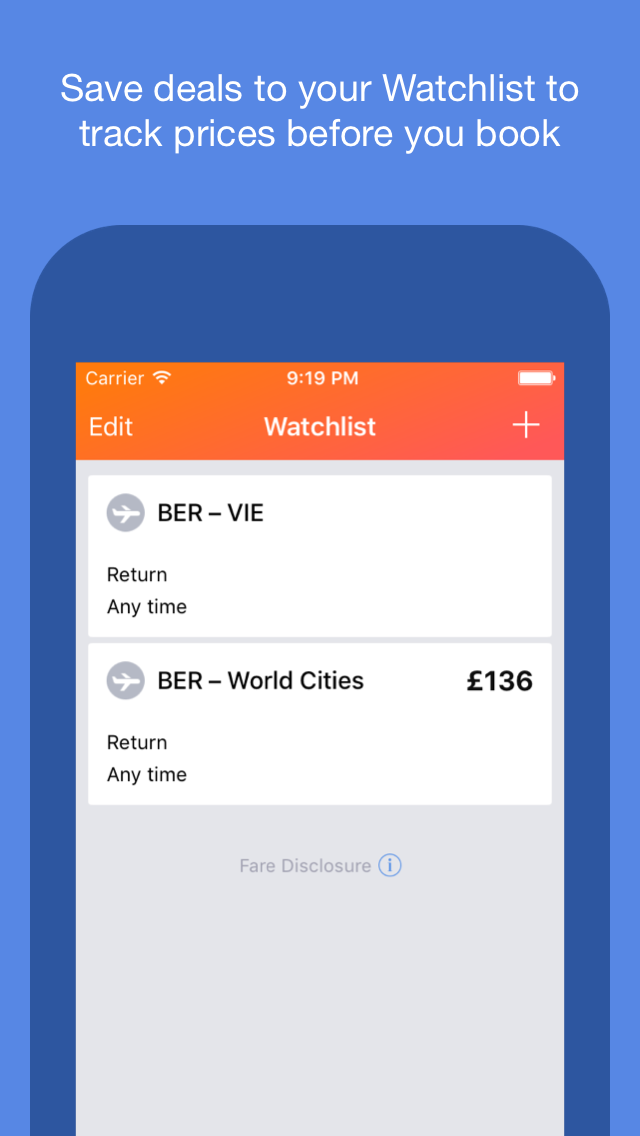 Save deals to your Watchlist to
track prices before you book
Carrier 9:19 PM
Edit Watchlist +
BER – VIE
Return
Any time
BER – World Cities £136
Return
Any time
Fare Disclosure i